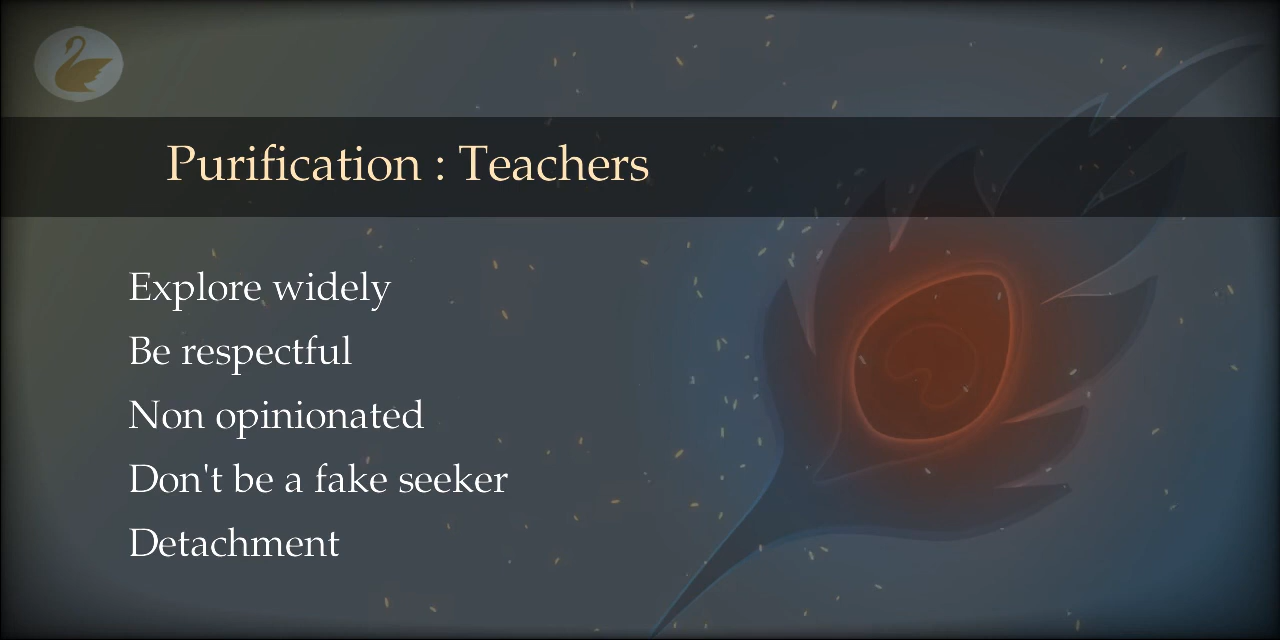 Purification : Teachers
Explore widely
Be respectful
Non opinionated
Don't be a fake seeker
Detachment